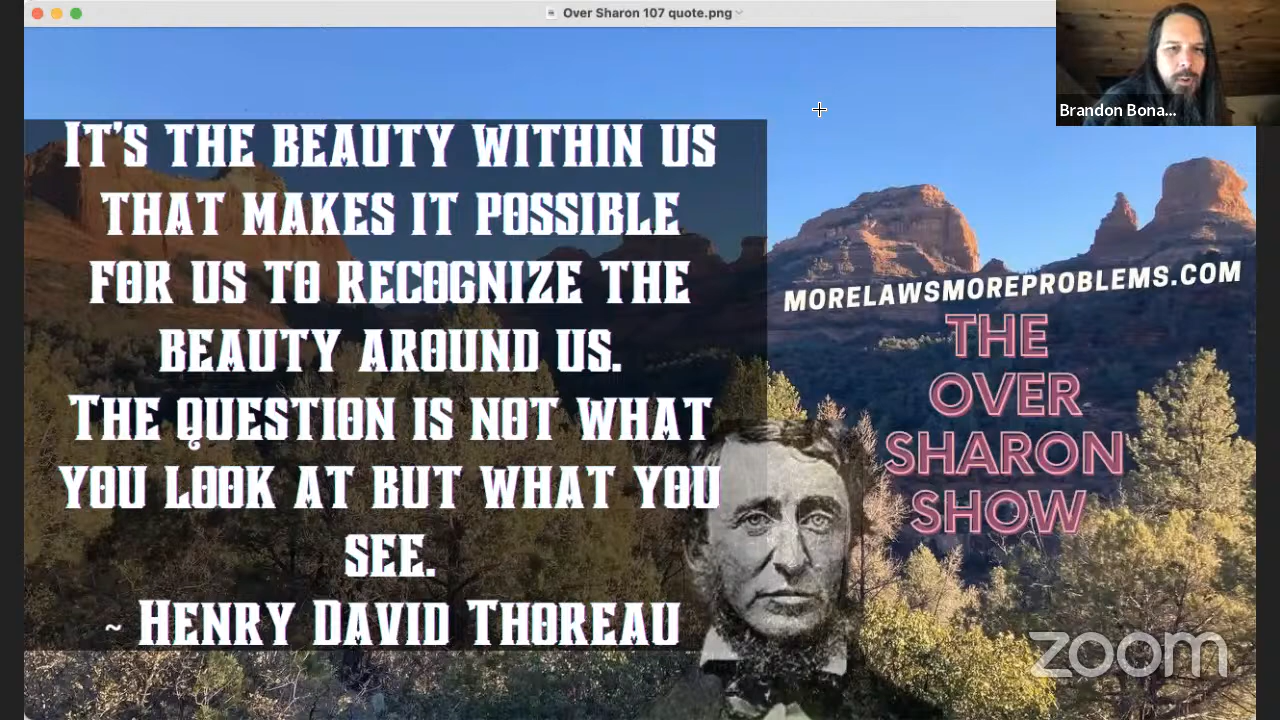 Over Sharon 107 quote.png
Brandon Bona...
IT'S THE BEAUTY WITHIN US
THAT MAKES IT POSSIBLE
FOR US TO RECOGNIZE THE
BEAUTY AROUND US.
THE QUESTION IS NOT WHAT
YOU LOOK AT BUT WHAT YOU
SEE.
~ HENRY DAVID THOREAU
MORELAWSMOREPROBLEMS.COM
THE
OVER
SHARON
SHOW
zoom